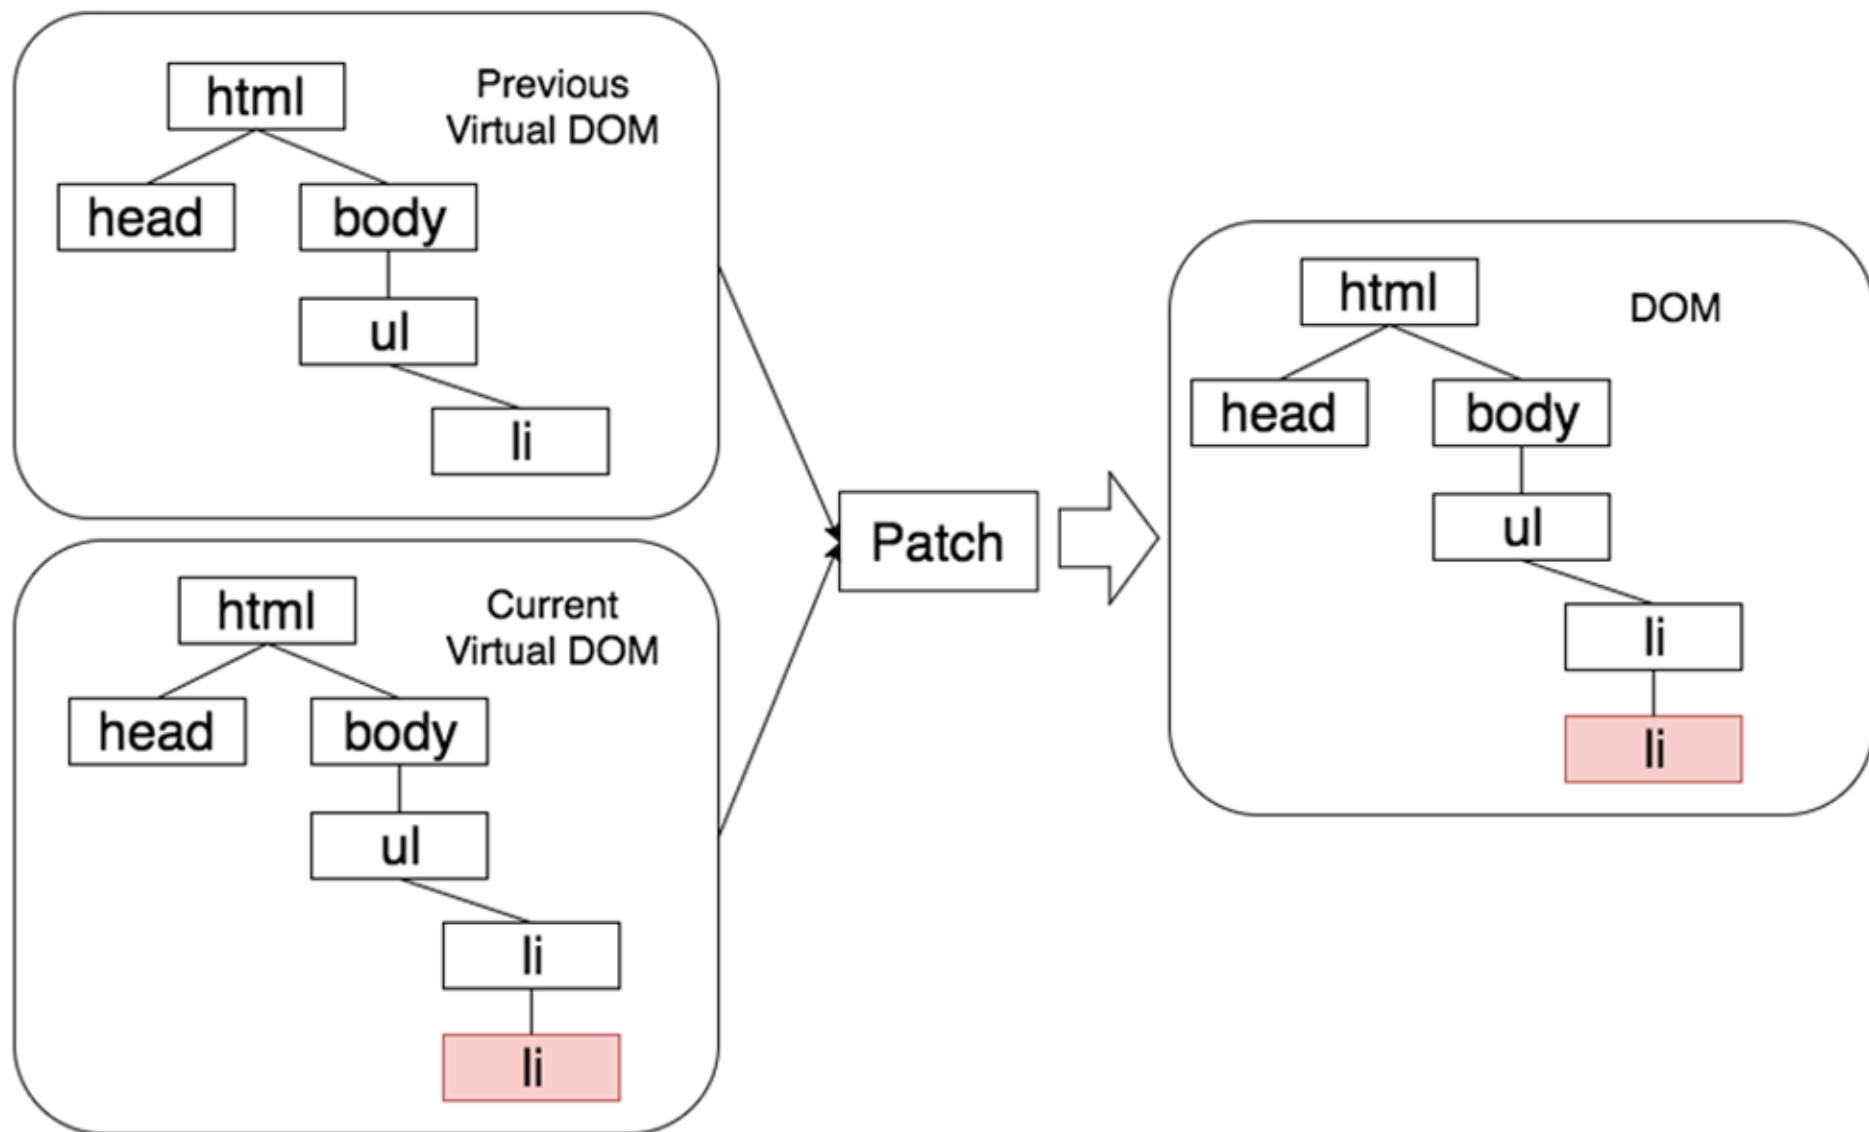 html
Previous
Virtual DOM
head
body
ul
li
html
Current
Virtual DOM
head
body
ul
li
li
Patch
html
DOM
head
body
ul
li
li